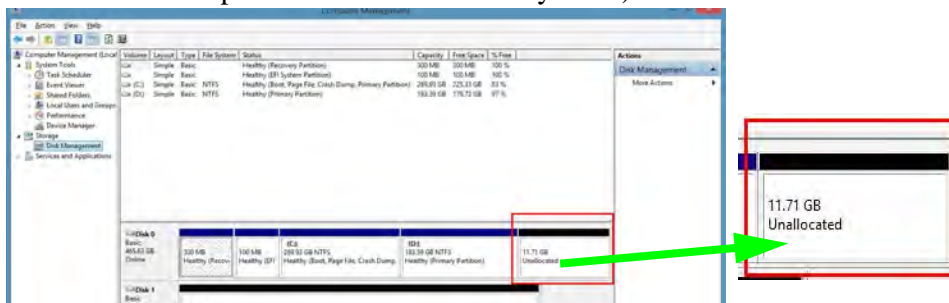 Computer Management
File Action View Help
Computer Management (Local
System Tools
Task Scheduler
Event Viewer
Shared Folders
Local Users and Groups
Performance
Device Manager
Storage
Disk Management
Services and Applications
Volume Layout Type File System Status Capacity Free Space % Free
Simple Basic Healthy (Recovery Partition) 300 MB 300 MB 100 %
Simple Basic Healthy (EFI System Partition) 100 MB 100 MB 100 %
(C:) Simple Basic NTFS Healthy (Boot, Page File, Crash Dump, Primary Partition)
(D:) Simple Basic NTFS Healthy (Primary Partition) 97 %
Actions
Disk Management
More Actions
Disk 0
Basic
Online
300 MB
Healthy (Recov
100 MB
Healthy (EFI
(C:)
Healthy (Boot, Page File, Crash Dump,
(D:)
Healthy (Primary Partition)
11.71 GB
Unallocated
Disk 1
Basic
11.71 GB
Unallocated